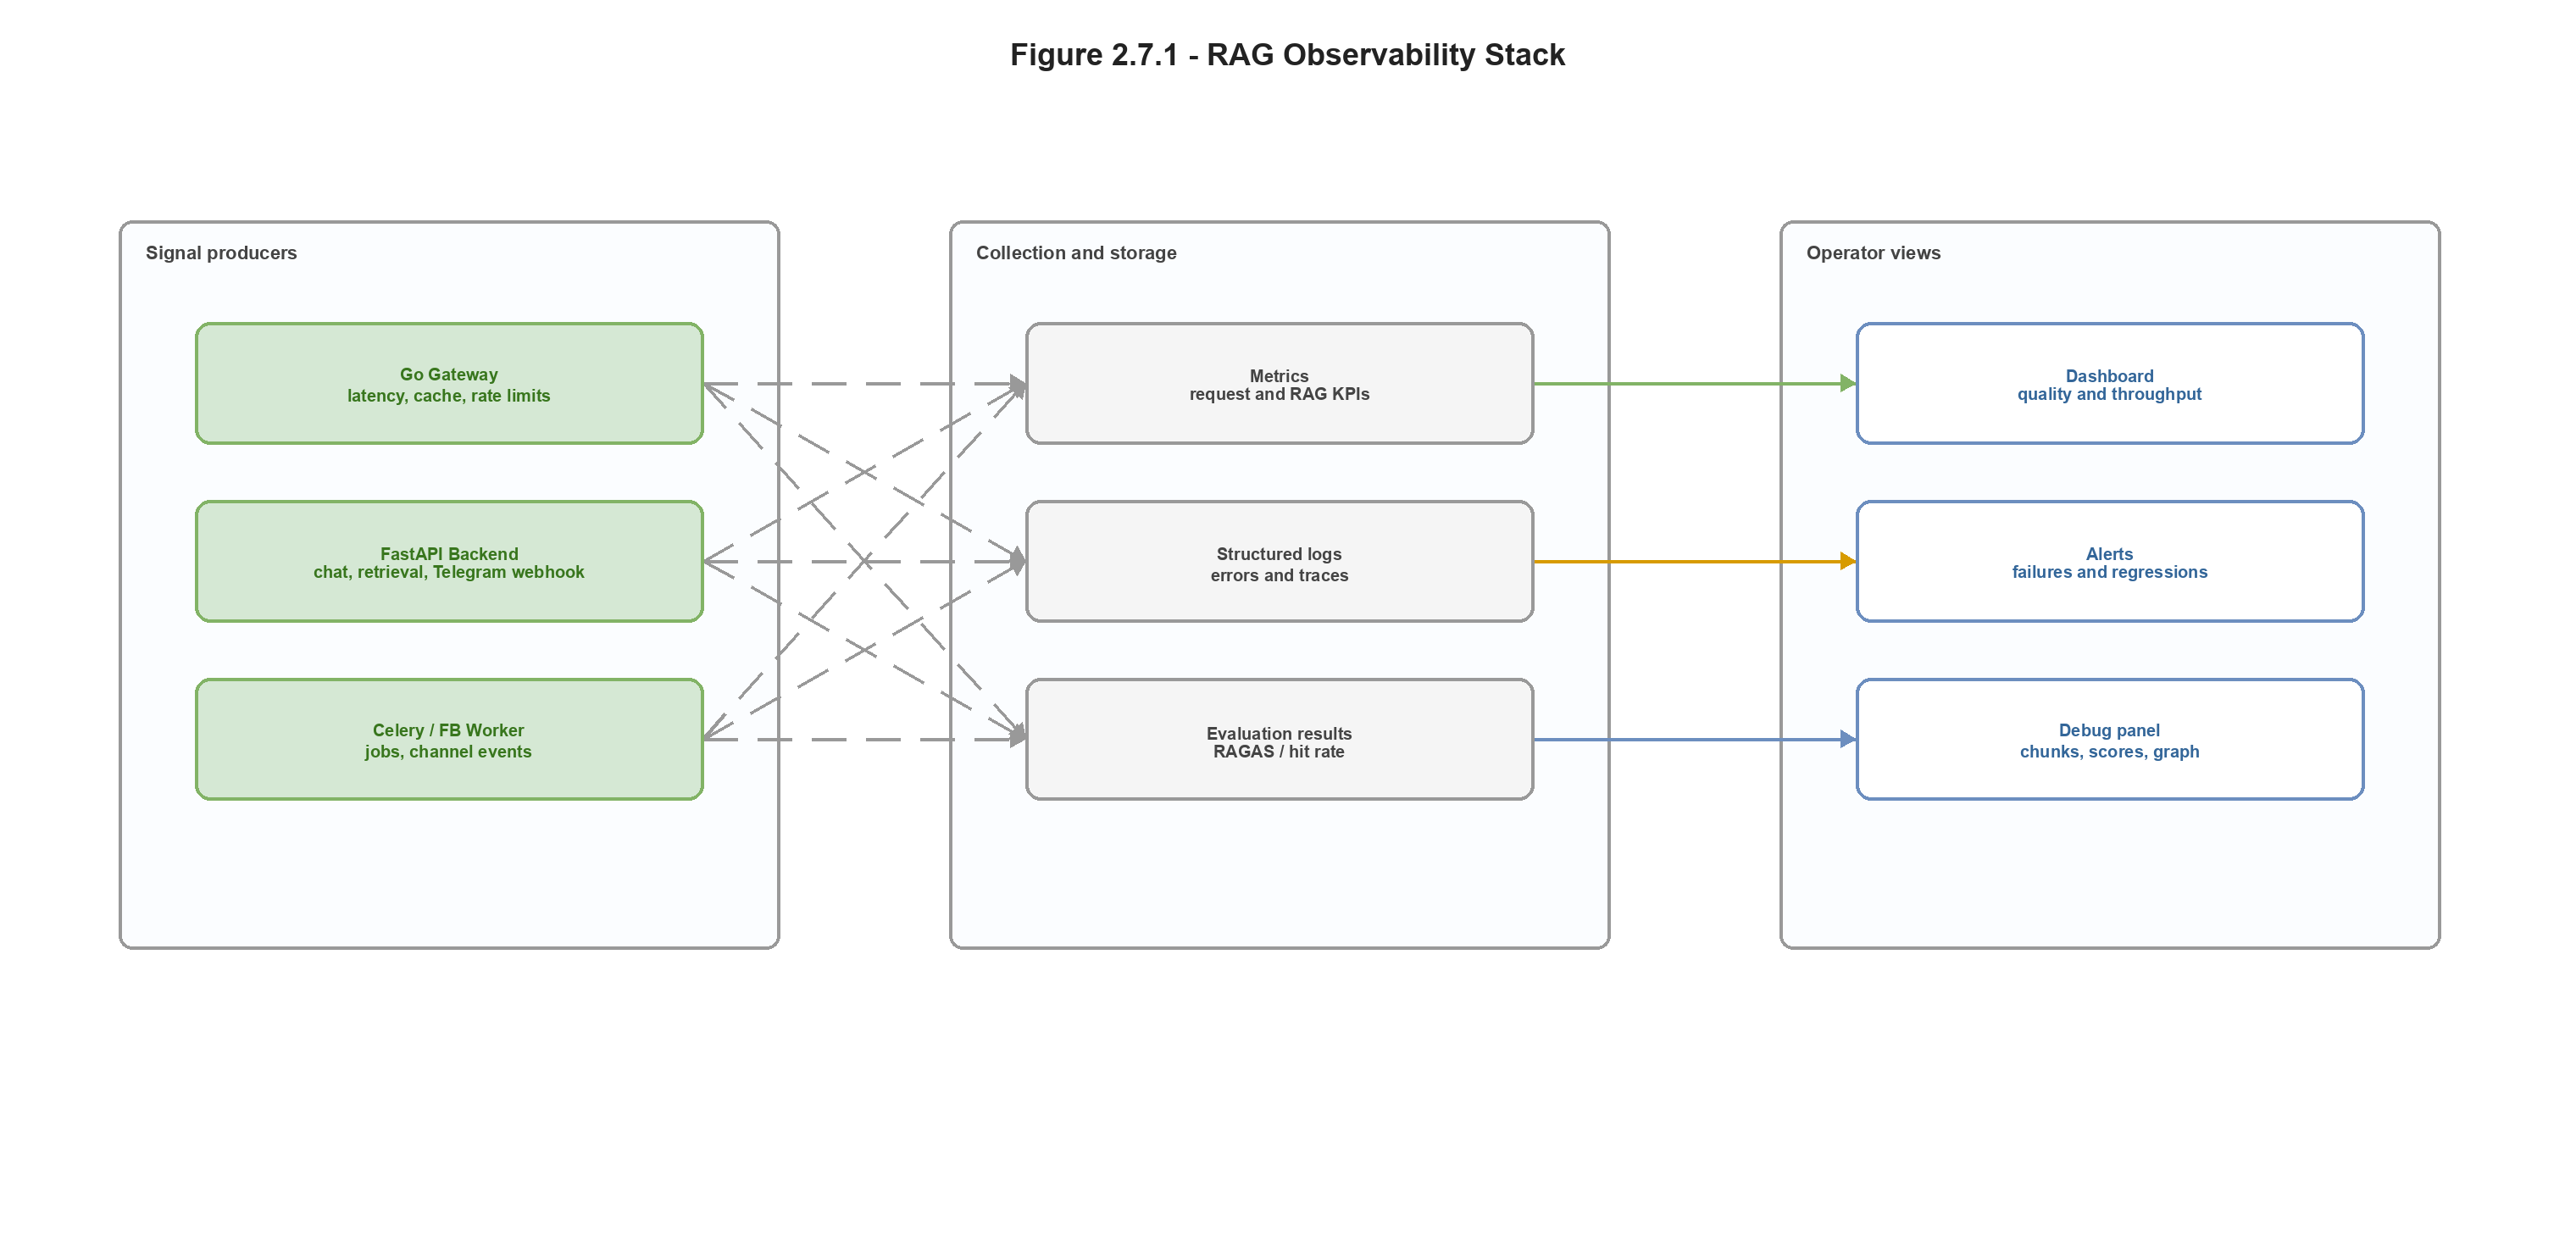 Figure 2.7.1 - RAG Observability Stack
Signal producers
Go Gateway
latency, cache, rate limits
FastAPI Backend
chat, retrieval, Telegram webhook
Celery / FB Worker
jobs, channel events
Collection and storage
Metrics
request and RAG KPIs
Structured logs
errors and traces
Evaluation results
RAGAS / hit rate
Operator views
Dashboard
quality and throughput
Alerts
failures and regressions
Debug panel
chunks, scores, graph